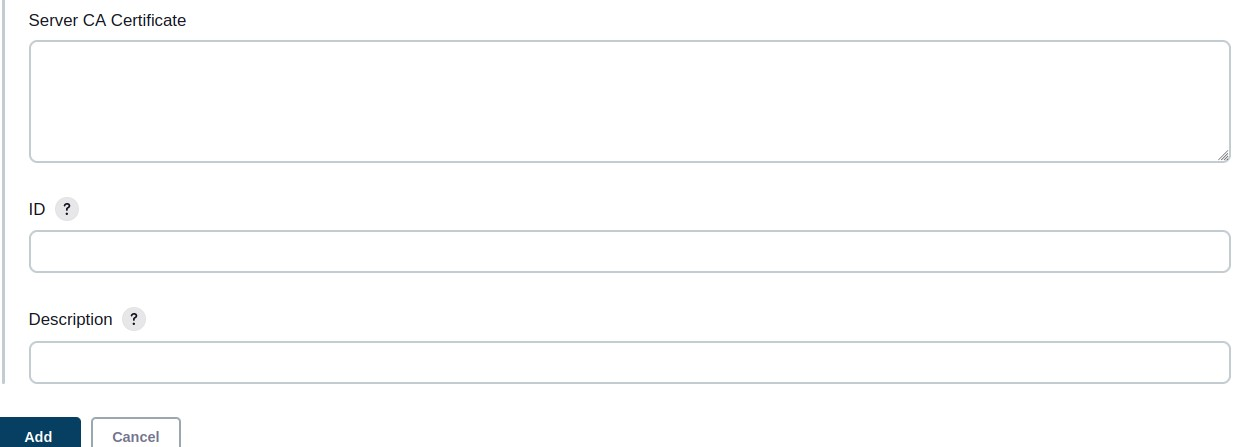 Server CA Certificate
ID ?
Description ?
Add Cancel